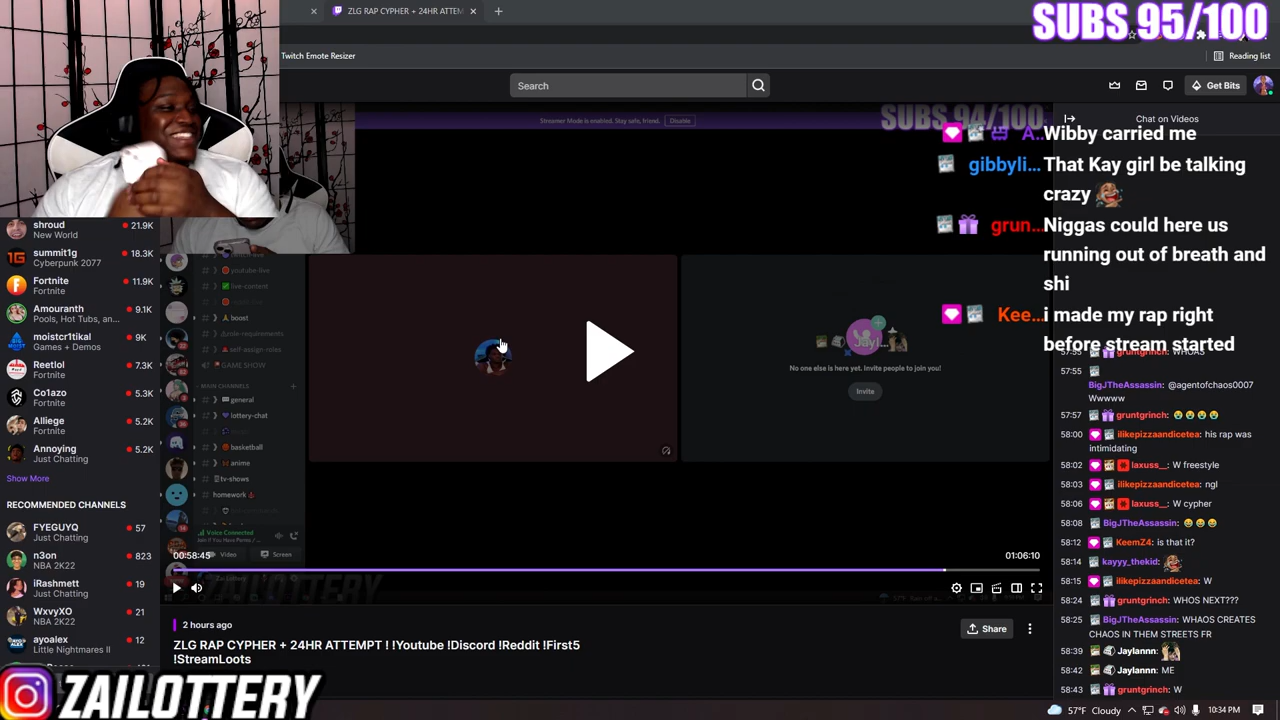 ZLG RAP CYPHER + 24HR ATTEM
SUBS 95/100
Twitch Emote Resizer
Reading list
Search
Get Bits
Streamer Mode is enabled. Stay safe, friend.
Disable
SUBS 94/100
Chat on Videos
Wibby carried me
gibbyli...
That Kay girl be talking
crazy
grun...
Niggas could here us
running out of breath and
shi
Kee...
i made my rap right
before stream started
shroud
21.9K
New World
summit1g
18.3K
Cyberpunk 2077
Fortnite
11.9K
Fortnite
Amouranth
9.1K
Pools, Hot Tubs, an...
moistcr1tikal
9K
Games + Demos
Reetlol
7.3K
Fortnite
Co1azo
5.3K
Fortnite
Alliege
5.2K
Fortnite
Annoying
5.2K
Just Chatting
Show More
RECOMMENDED CHANNELS
FYEGUYQ
57
Just Chatting
n3on
823
NBA 2K22
iRashmett
19
Just Chatting
WxvyXO
21
NBA 2K22
ayoalex
12
Little Nightmares II
youtube-live
live-content
boost
role-requirements
self-assign-roles
GAME SHOW
MAIN CHANNELS
general
lottery-chat
basketball
anime
tv-shows
homework
Voice Connected
Video
Screen
Jayl...
No one else is here yet. Invite people to join you!
Invite
00:58:45
01:06:10
2 hours ago
ZLG RAP CYPHER + 24HR ATTEMPT ! !Youtube !Discord !Reddit !First5
!StreamLoots
Share
57:55
gruntgrinch: WHOAS
57:55
BigJTheAssassin: @agentofchaos0007
Wwwww
57:57 gruntgrinch:
58:00 ilikepizzaandicetea: his rap was
intimidating
58:02 laxuss__: W freestyle
58:03 ilikepizzaandicetea: ngl
58:06 laxuss__: W cypher
58:08 BigJTheAssassin:
58:12 KeemZ4: is that it?
58:14 kayyy_thekid:
58:15 ilikepizzaandicetea: W
58:24 gruntgrinch: WHOS NEXT???
58:25 BigJTheAssassin: WHAOS CREATES
CHAOS IN THEM STREETS FR
58:39 Jaylannn:
58:42 Jaylannn: ME
58:43 gruntgrinch: W
ZAILOTTERY
57°F Cloudy
10:34 PM